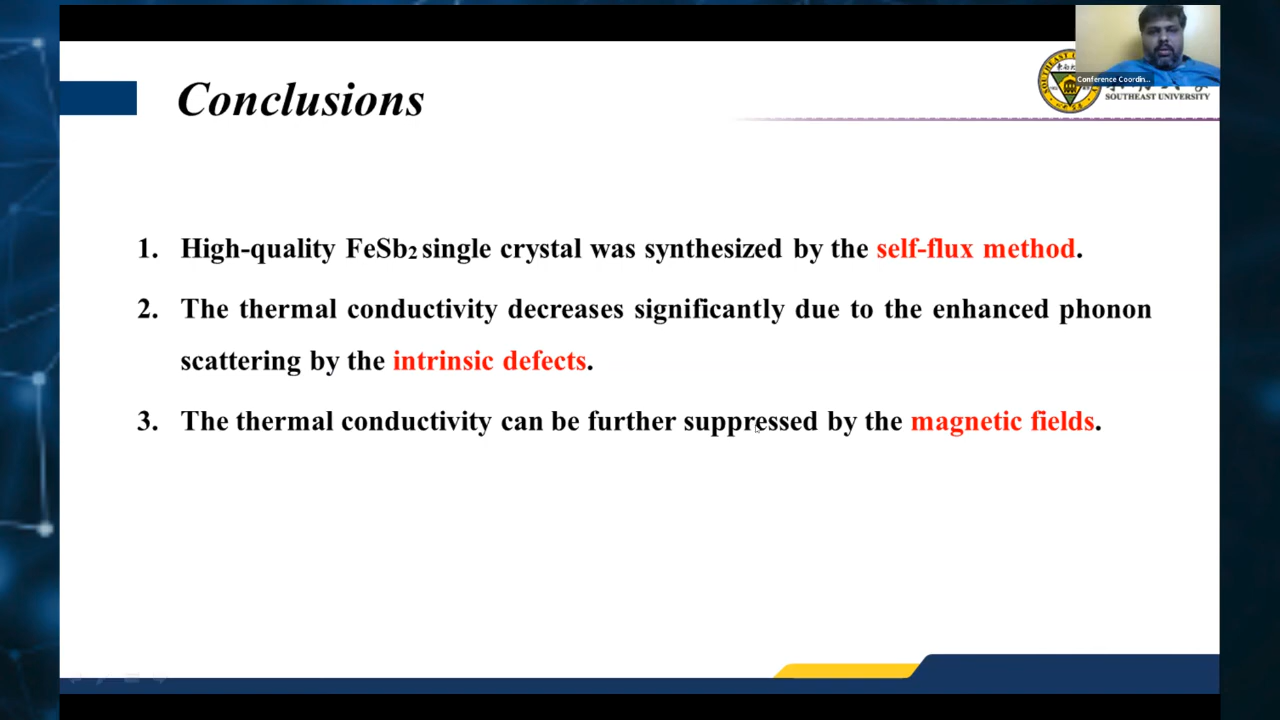 Conclusions
Conference Coordin...
SOUTHEAST UNIVERSITY
1. High-quality FeSb₂ single crystal was synthesized by the self-flux method.
2. The thermal conductivity decreases significantly due to the enhanced phonon
scattering by the intrinsic defects.
3. The thermal conductivity can be further suppressed by the magnetic fields.